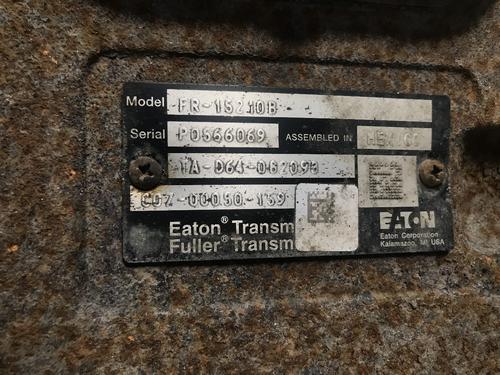 Model FR-15210B
Serial P0566069 ASSEMBLED IN
TA-D64-062093
Eaton® Transm
Fuller® Transm
EATON
Eaton Corporation
Kalamazoo, MI USA